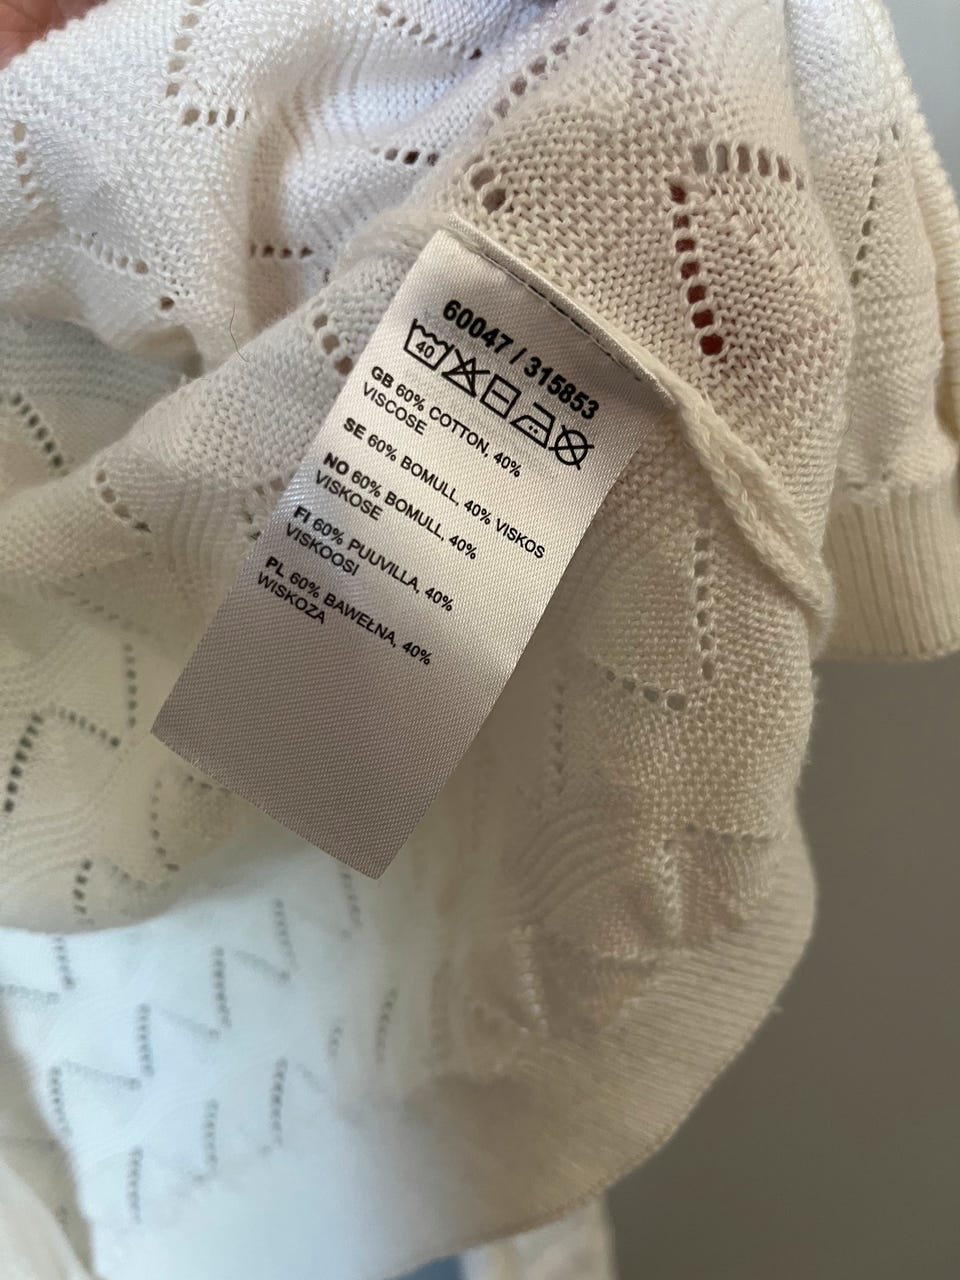 60047 / 315853
40
GB 60% COTTON, 40%
VISCOSE
SE 60% BOMULL, 40% VISKOS
NO 60% BOMULL, 40%
VISKOSE
FI 60% PUUVILLA, 40%
VISKOOSI
PL 60% BAWEŁNA, 40%
WISKOZA